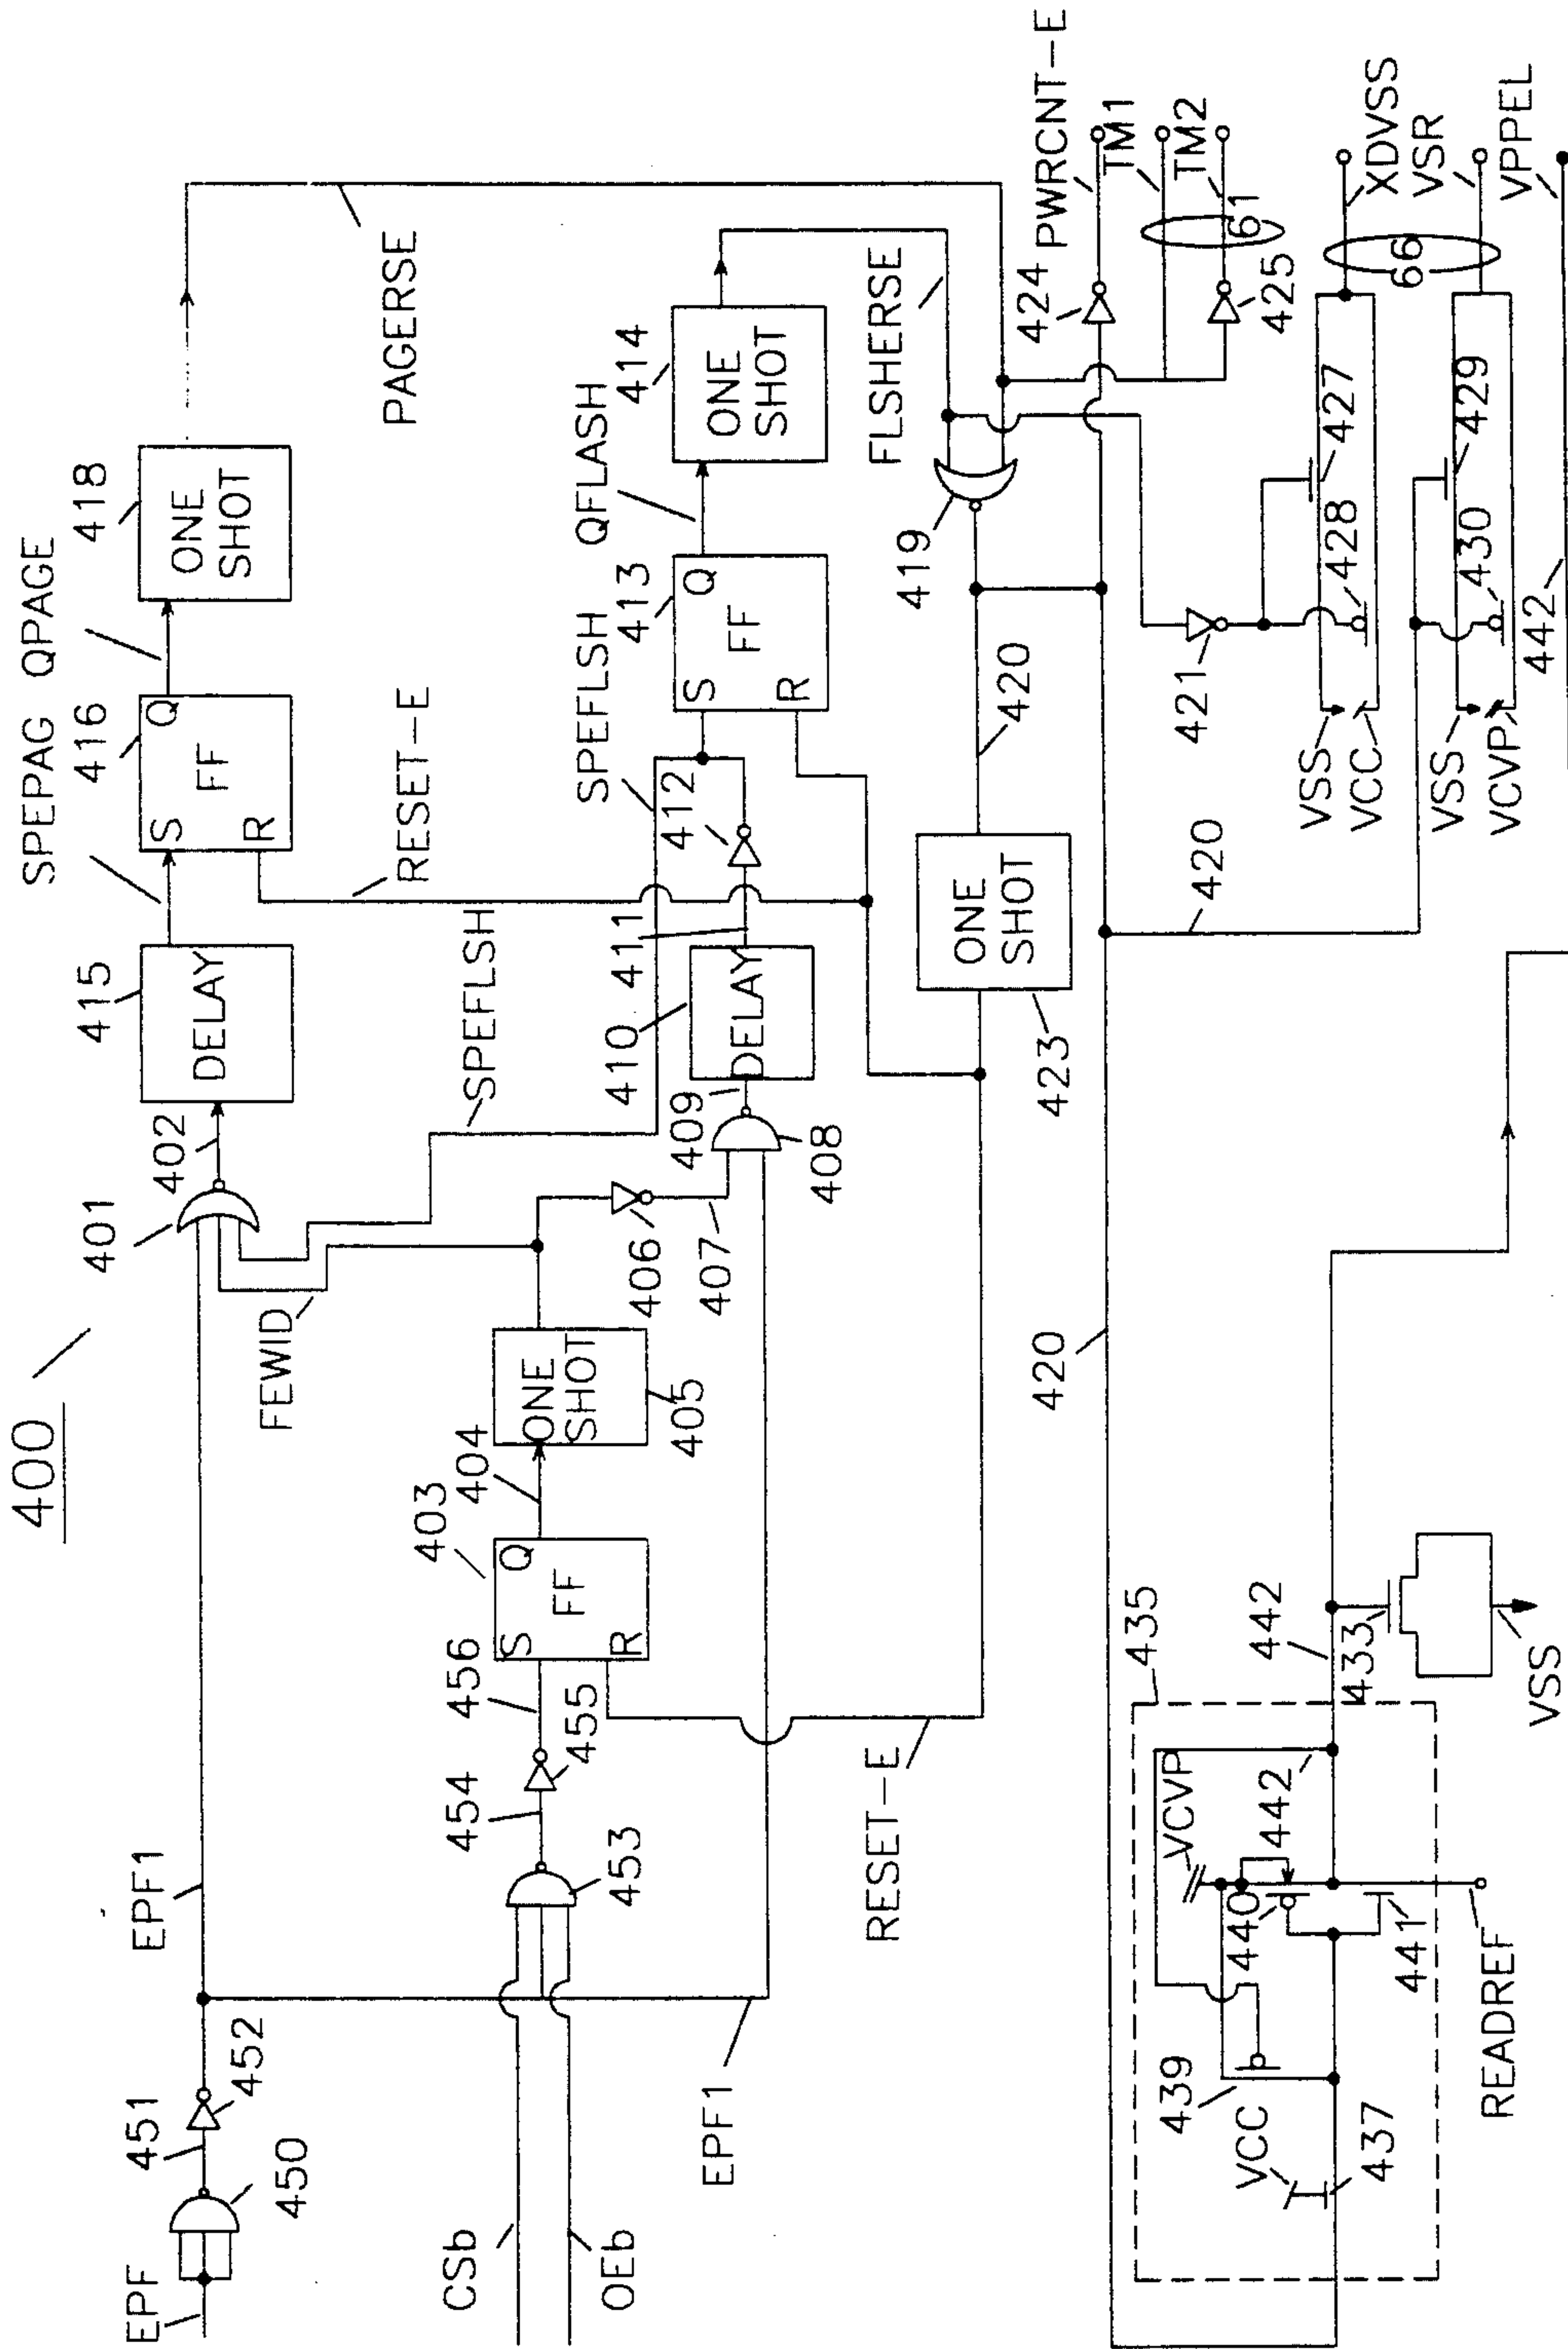 400
EPF
450
451
452
EPF1
401
402
415
DELAY
SPEPAG
416
S
Q
FF
R
QPAGE
418
ONE
SHOT
PAGERSE
FEWID
SPEFLSH
RESET-E
CSb
OEb
453
454
455
456
403
S
Q
FF
R
404
405
ONE
SHOT
406
407
408
409
410
DELAY
411
412
SPEFLSH
413
S
Q
FF
R
QFLASH
414
ONE
SHOT
FLSHERSE
EPF1
RESET-E
423
ONE
SHOT
420
419
424
PWRCNT-E
TM1
TM2
61
425
420
420
421
VSS
VCC
428
427
XDVSS
66
VSR
VSS
VCVP
430
429
VPPEL
442
435
VCVP
442
439
440
441
VCC
437
READREF
442
433
VSS